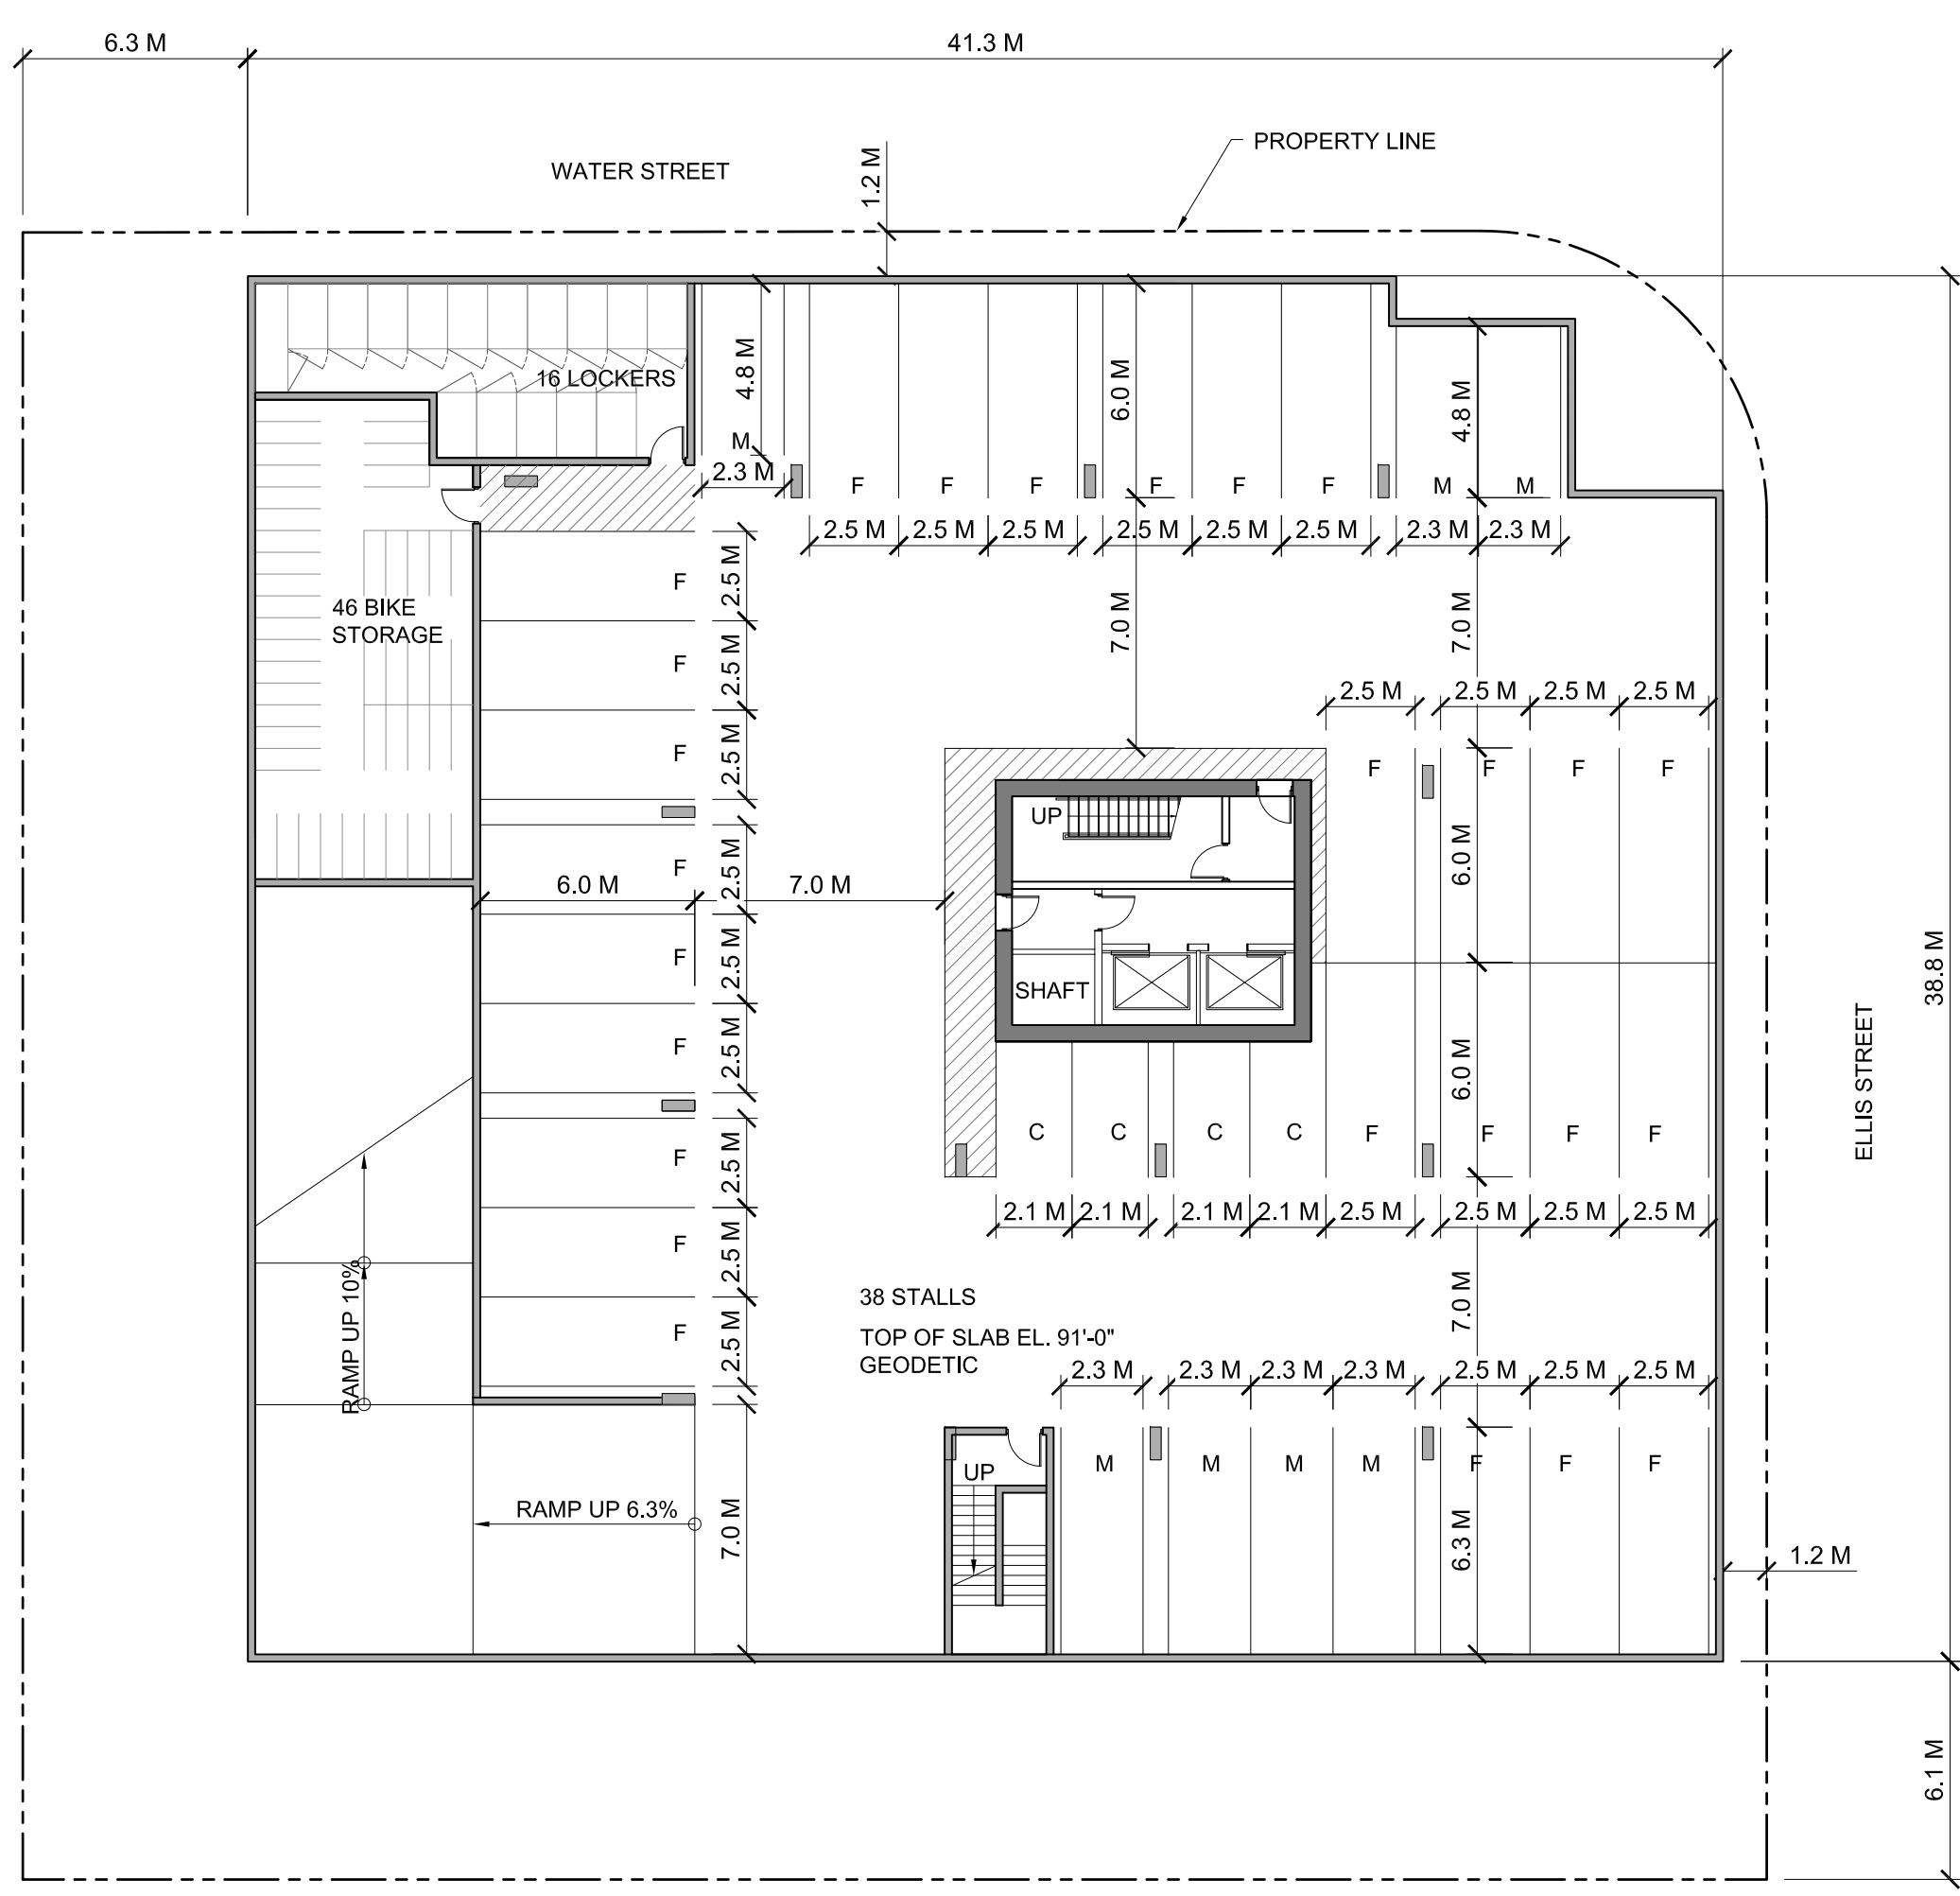 6.3 M
41.3 M
WATER STREET
1.2 M
PROPERTY LINE
16 LOCKERS
4.8 M
M
2.3 M
6.0 M
4.8 M
F F F F F F M M
2.5 M 2.5 M 2.5 M 2.5 M 2.5 M 2.5 M 2.3 M 2.3 M
46 BIKE
STORAGE
F
2.5 M
F
2.5 M
F
2.5 M
7.0 M
7.0 M
2.5 M 2.5 M 2.5 M 2.5 M
F F F F
UP
6.0 M
F
2.5 M
6.0 M
7.0 M
F
2.5 M
SHAFT
F
2.5 M
6.0 M
38.8 M
ELLIS STREET
C C C C F F F F
F
2.5 M
2.1 M 2.1 M 2.1 M 2.1 M 2.5 M 2.5 M 2.5 M 2.5 M
F
2.5 M
F
2.5 M
RAMP UP 10%
38 STALLS
TOP OF SLAB EL. 91'-0"
GEODETIC
7.0 M
2.3 M 2.3 M 2.3 M 2.3 M 2.5 M 2.5 M 2.5 M
M M M M F F F
UP
RAMP UP 6.3%
7.0 M
6.3 M
1.2 M
6.1 M